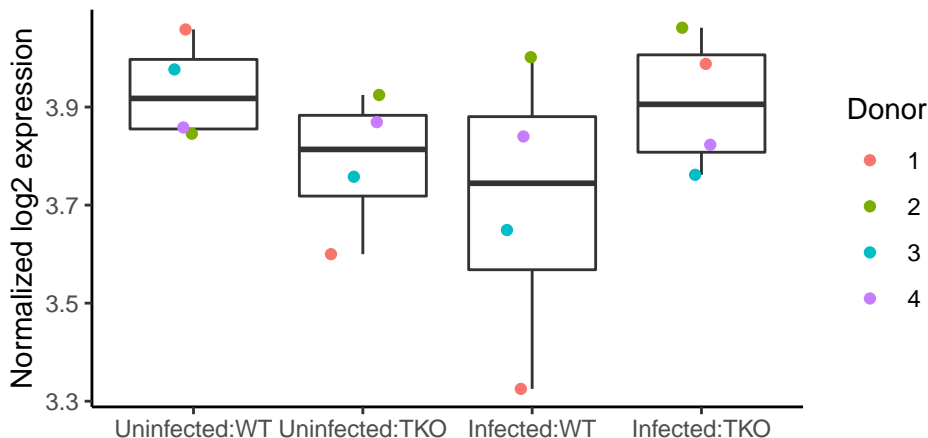 Normalized log2 expression
3.9
3.7
3.5
3.3
Uninfected:WT Uninfected:TKO Infected:WT Infected:TKO
Donor
1
2
3
4